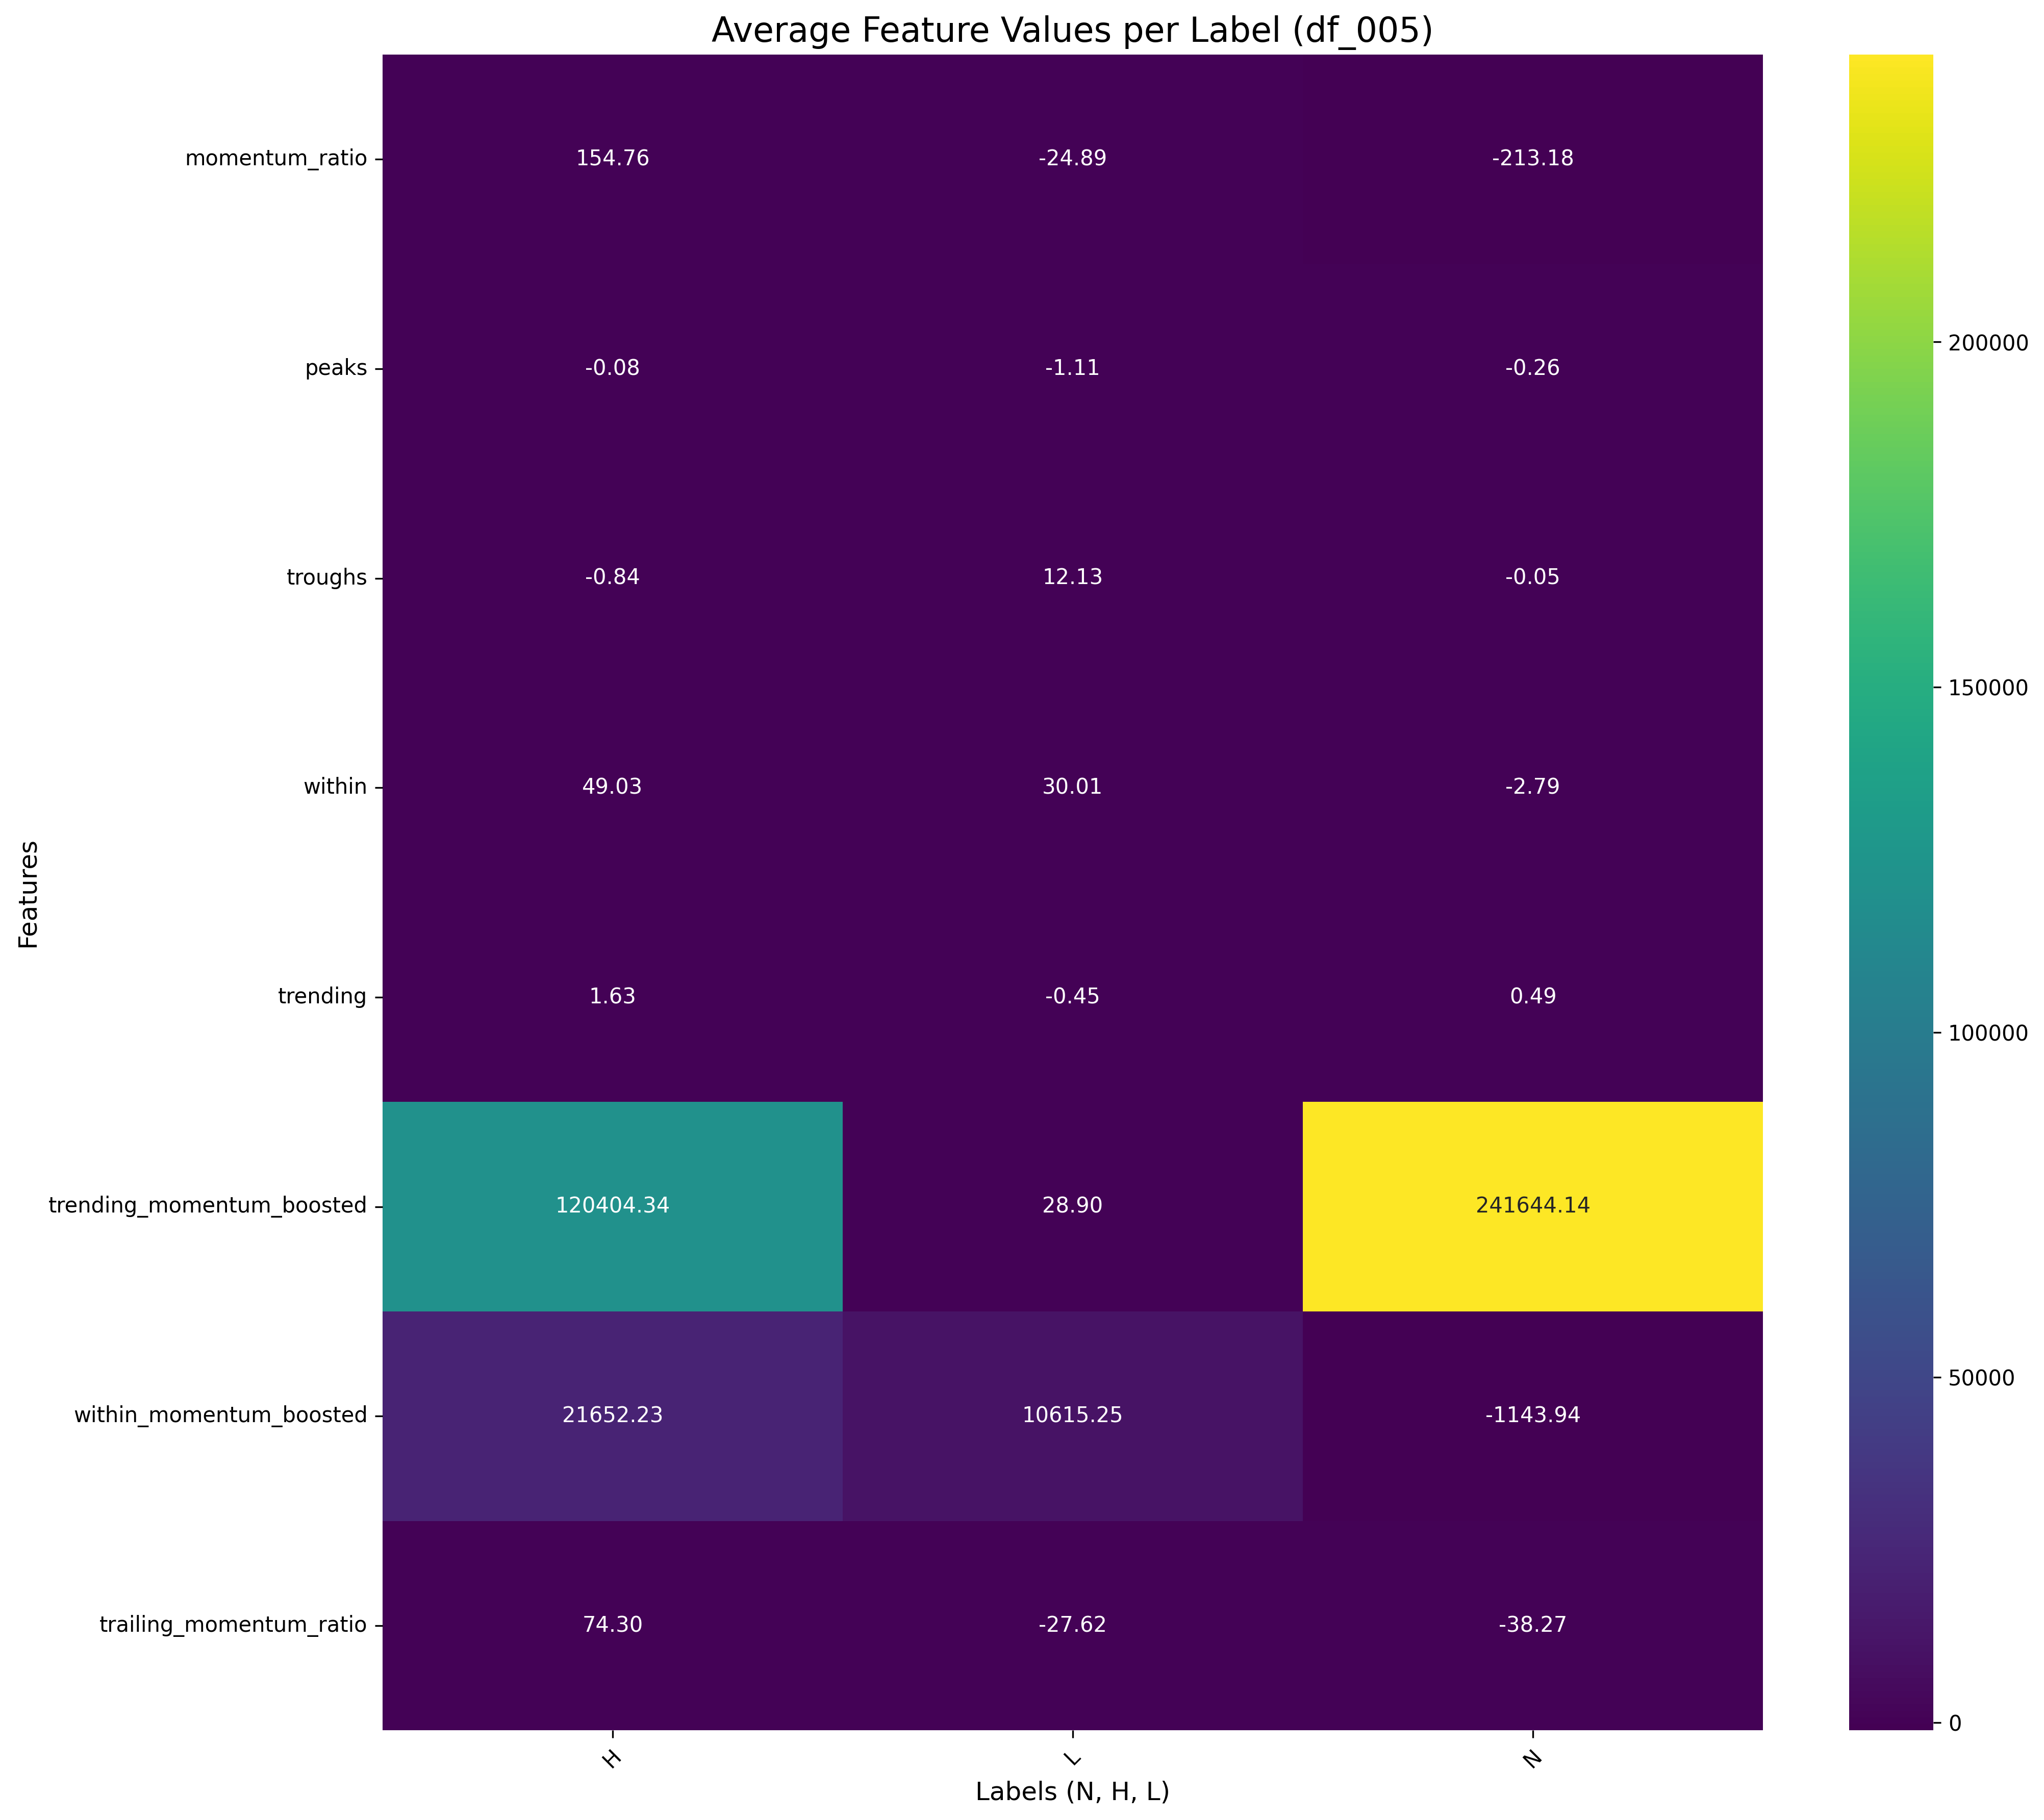 Average Feature Values per Label (df_005)
Features
momentum_ratio 154.76 -24.89 -213.18
peaks -0.08 -1.11 -0.26
troughs -0.84 12.13 -0.05
within 49.03 30.01 -2.79
trending 1.63 -0.45 0.49
trending_momentum_boosted 120404.34 28.90 241644.14
within_momentum_boosted 21652.23 10615.25 -1143.94
trailing_momentum_ratio 74.30 -27.62 -38.27
H L N
Labels (N, H, L)
200000
150000
100000
50000
0